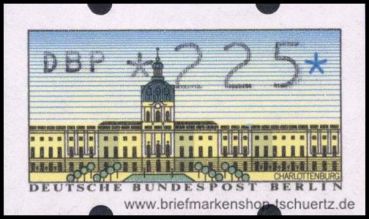 DBP *225*
CHARLOTTENBURG
DEUTSCHE BUNDESPOST BERLIN
www.briefmarkenshop-tschuertz.de